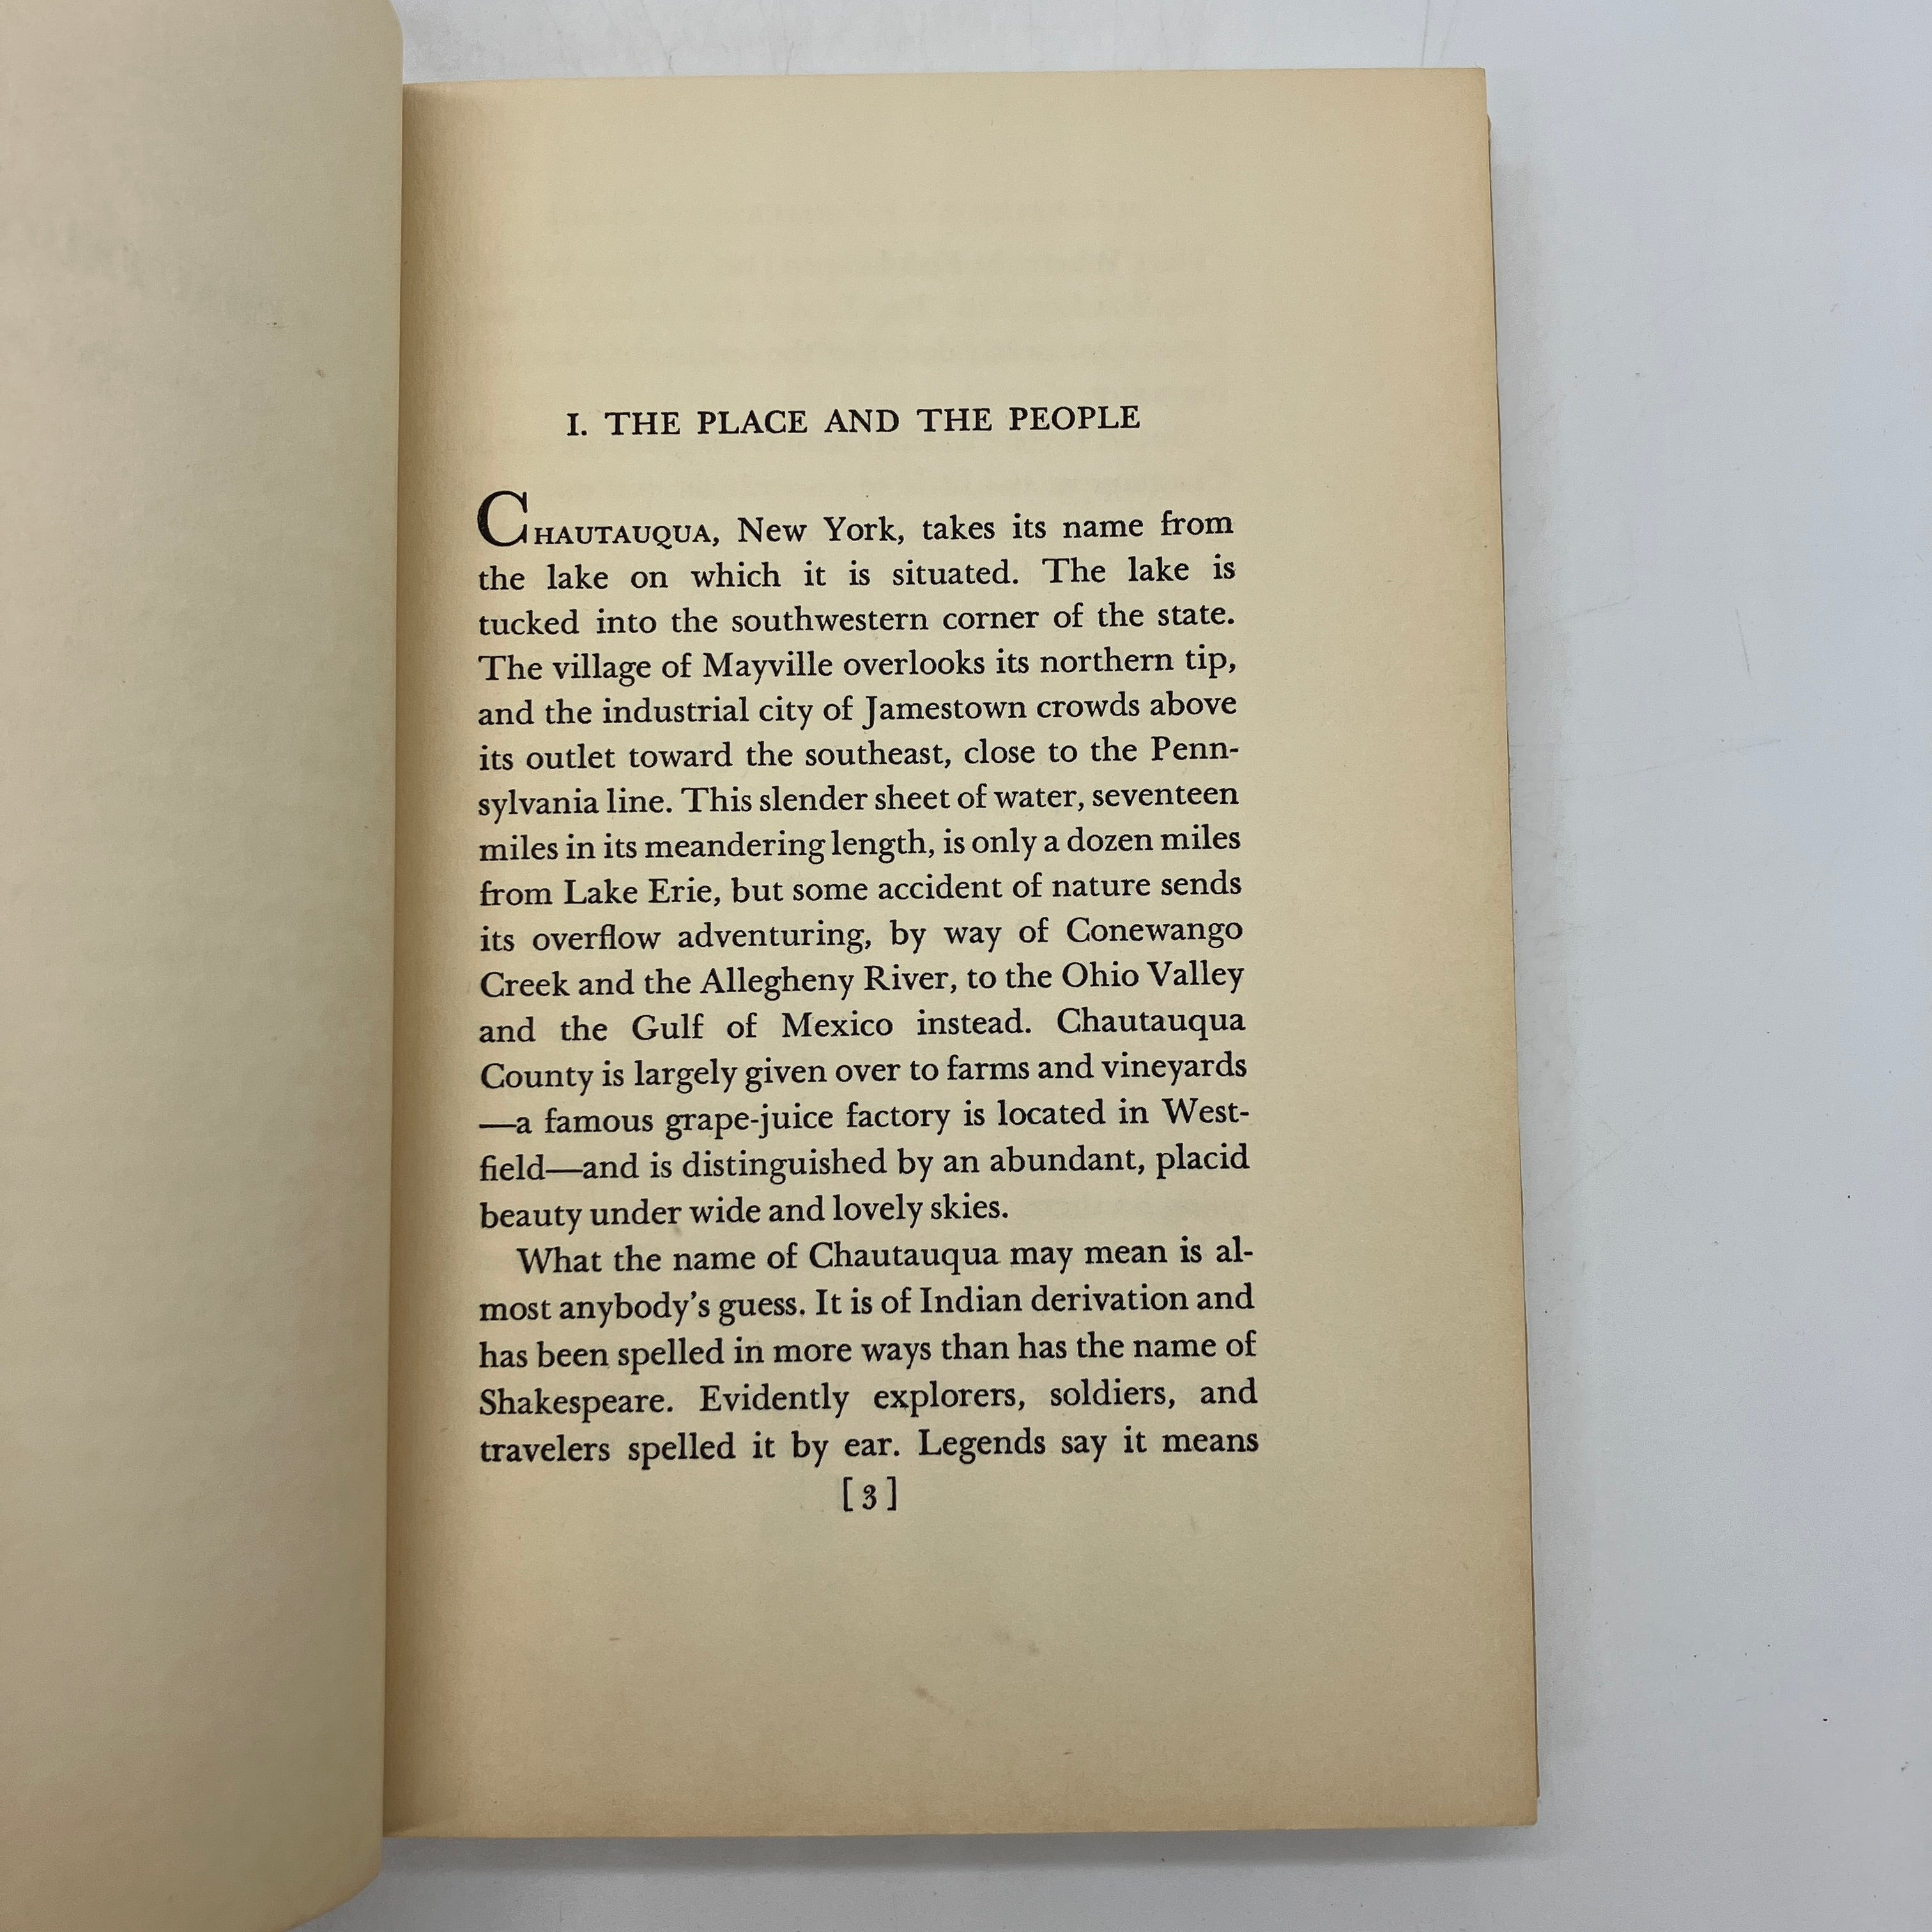 I. THE PLACE AND THE PEOPLE
CHAUTAUQUA, New York, takes its name from
the lake on which it is situated. The lake is
tucked into the southwestern corner of the state.
The village of Mayville overlooks its northern tip,
and the industrial city of Jamestown crowds above
its outlet toward the southeast, close to the Penn-
sylvania line. This slender sheet of water, seventeen
miles in its meandering length, is only a dozen miles
from Lake Erie, but some accident of nature sends
its overflow adventuring, by way of Conewango
Creek and the Allegheny River, to the Ohio Valley
and the Gulf of Mexico instead. Chautauqua
County is largely given over to farms and vineyards
—a famous grape-juice factory is located in West-
field—and is distinguished by an abundant, placid
beauty under wide and lovely skies.
What the name of Chautauqua may mean is al-
most anybody's guess. It is of Indian derivation and
has been spelled in more ways than has the name of
Shakespeare. Evidently explorers, soldiers, and
travelers spelled it by ear. Legends say it means
[3]